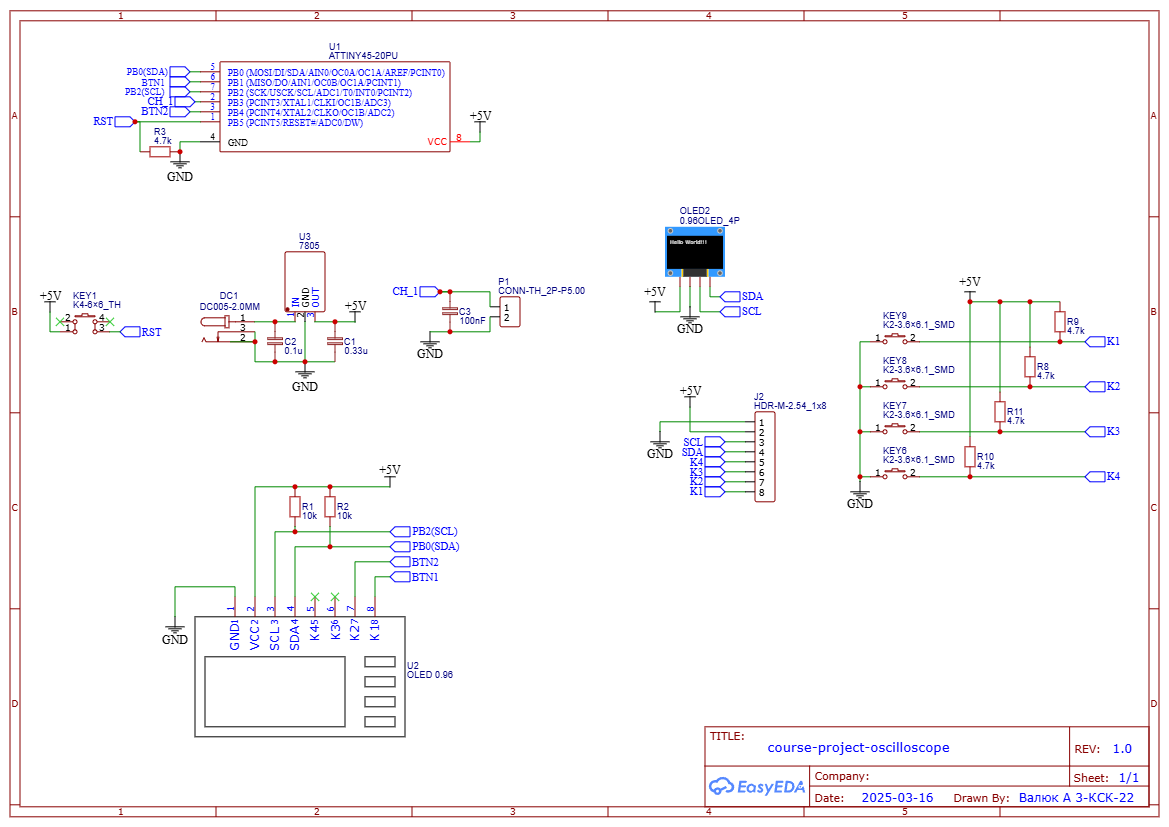 1 2 3 4 5
A
B
C
D
U1
ATTINY45-20PU
PB0(SDA) 5 PB0 (MOSI/DI/SDA/AIN0/OC0A/OC1A/AREF/PCINT0)
BTN1 6 PB1 (MISO/DO/AIN1/OC0B/OC1A/PCINT1)
PB2(SCL) 7 PB2 (SCK/USCK/SCL/ADC1/T0/INT0/PCINT2)
CH_1 2 PB3 (PCINT3/XTAL1/CLKI/OC1B/ADC3)
BTN2 3 PB4 (PCINT4/XTAL2/CLKO/OC1B/ADC2)
RST 1 PB5 (PCINT5/RESET#/ADC0/DW)
4 GND
VCC 8
+5V
R3
4.7k
GND
OLED2
0.96OLED_4P
Hello World!!!
+5V
SDA
SCL
GND
U3
7805
IN
GND
OUT
1 2 3
+5V
KEY1
K4-6×6_TH
2 4
1 3
RST
DC1
DC005-2.0MM
1
3
2
C2
0.1u
C1
0.33u
+5V
GND
CH_1
C3
100nF
GND
P1
CONN-TH_2P-P5.00
1
2
+5V
KEY9
K2-3.6×6.1_SMD
1 2
R9
4.7k
K1
KEY8
K2-3.6×6.1_SMD
1 2
R8
4.7k
K2
KEY7
K2-3.6×6.1_SMD
1 2
R11
4.7k
K3
KEY6
K2-3.6×6.1_SMD
1 2
R10
4.7k
K4
GND
+5V
GND
J2
HDR-M-2.54_1x8
1
2
SCL 3
SDA 4
K4 5
K3 6
K2 7
K1 8
+5V
R1
10k
R2
10k
PB2(SCL)
PB0(SDA)
BTN2
BTN1
GND
1 2 3 4 5 6 7 8
GND1 VCC2 SCL3 SDA4 K45 K36 K27 K18
U2
OLED 0.96
TITLE:
course-project-oscilloscope
REV: 1.0
EasyEDA
Company:
Sheet: 1/1
Date: 2025-03-16
Drawn By: Валюк А 3-КСК-22
A
B
C
D
1 2 3 4 5